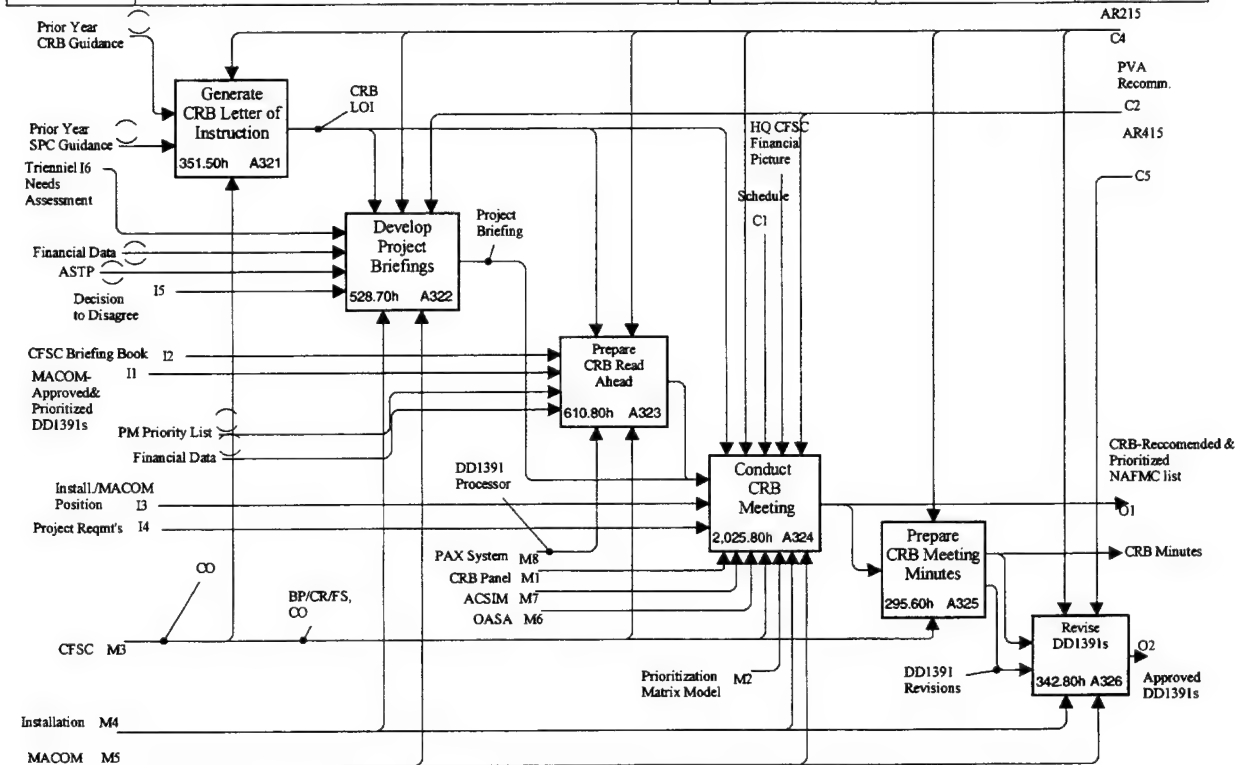 Prior Year
CRB Guidance
AR215
C4
Generate
CRB Letter of
Instruction
351.50h A321
CRB
LOI
PVA
Recomm.
C2
Prior Year
SPC Guidance
HQ CFSC
Financial
Picture
AR415
C5
Trienniel I6
Needs
Assessment
Schedule
C1
Develop
Project
Briefings
528.70h A322
Project
Briefing
Financial Data
ASTP
Decision
to Disagree
I5
CFSC Briefing Book I2
MACOM-
Approved&
Prioritized
DD1391s
I1
Prepare
CRB Read
Ahead
610.80h A323
PM Priority List
Financial Data
Install./MACOM
Position I3
Project Reqmt's I4
DD1391
Processor
Conduct
CRB
Meeting
2,025.80h A324
CRB-Reccomended &
Prioritized
NAFMC list
O1
PAX System M8
CRB Panel M1
ACSIM M7
OASA M6
Prepare
CRB Meeting
Minutes
295.60h A325
CRB Minutes
CO
BP/CR/FS,
CO
CFSC M3
Revise
DD1391s
342.80h A326
O2
Approved
DD1391s
Prioritization
Matrix Model M2
DD1391
Revisions
Installation M4
MACOM M5